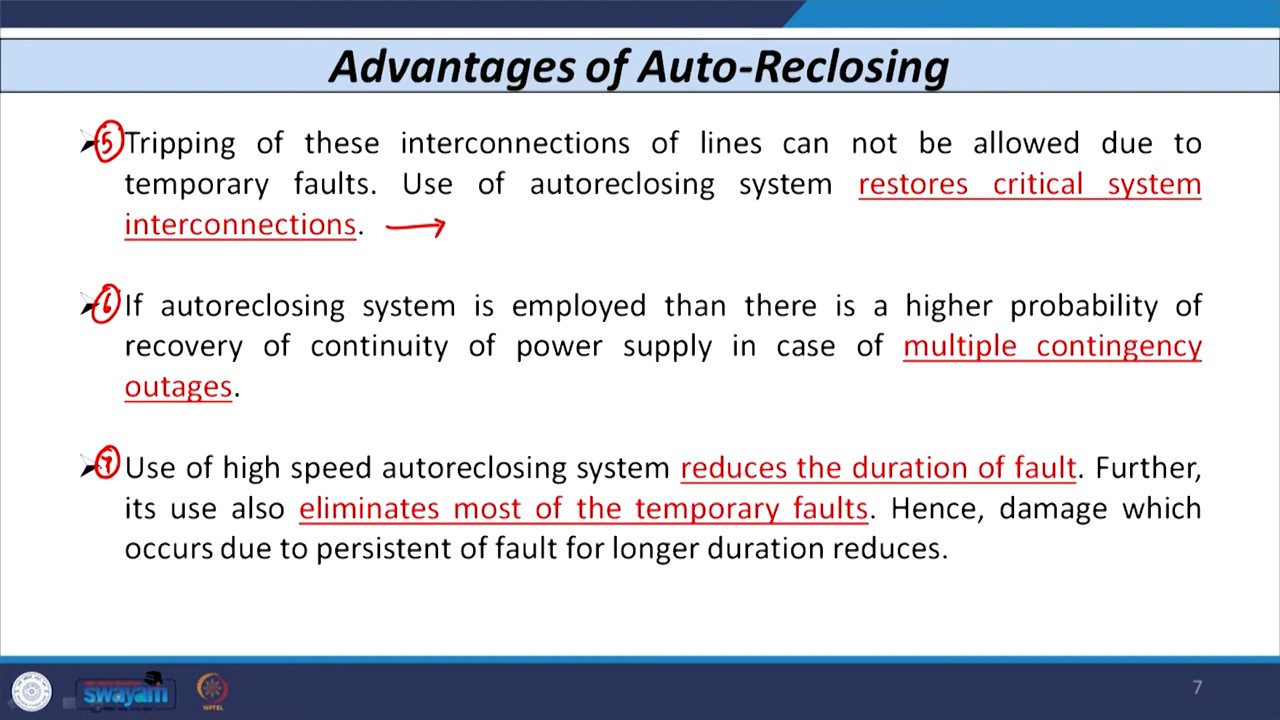 Advantages of Auto-Reclosing
5 Tripping of these interconnections of lines can not be allowed due to
temporary faults. Use of autoreclosing system restores critical system
interconnections.
6 If autoreclosing system is employed than there is a higher probability of
recovery of continuity of power supply in case of multiple contingency
outages.
7 Use of high speed autoreclosing system reduces the duration of fault. Further,
its use also eliminates most of the temporary faults. Hence, damage which
occurs due to persistent of fault for longer duration reduces.
swayam
NPTEL
7